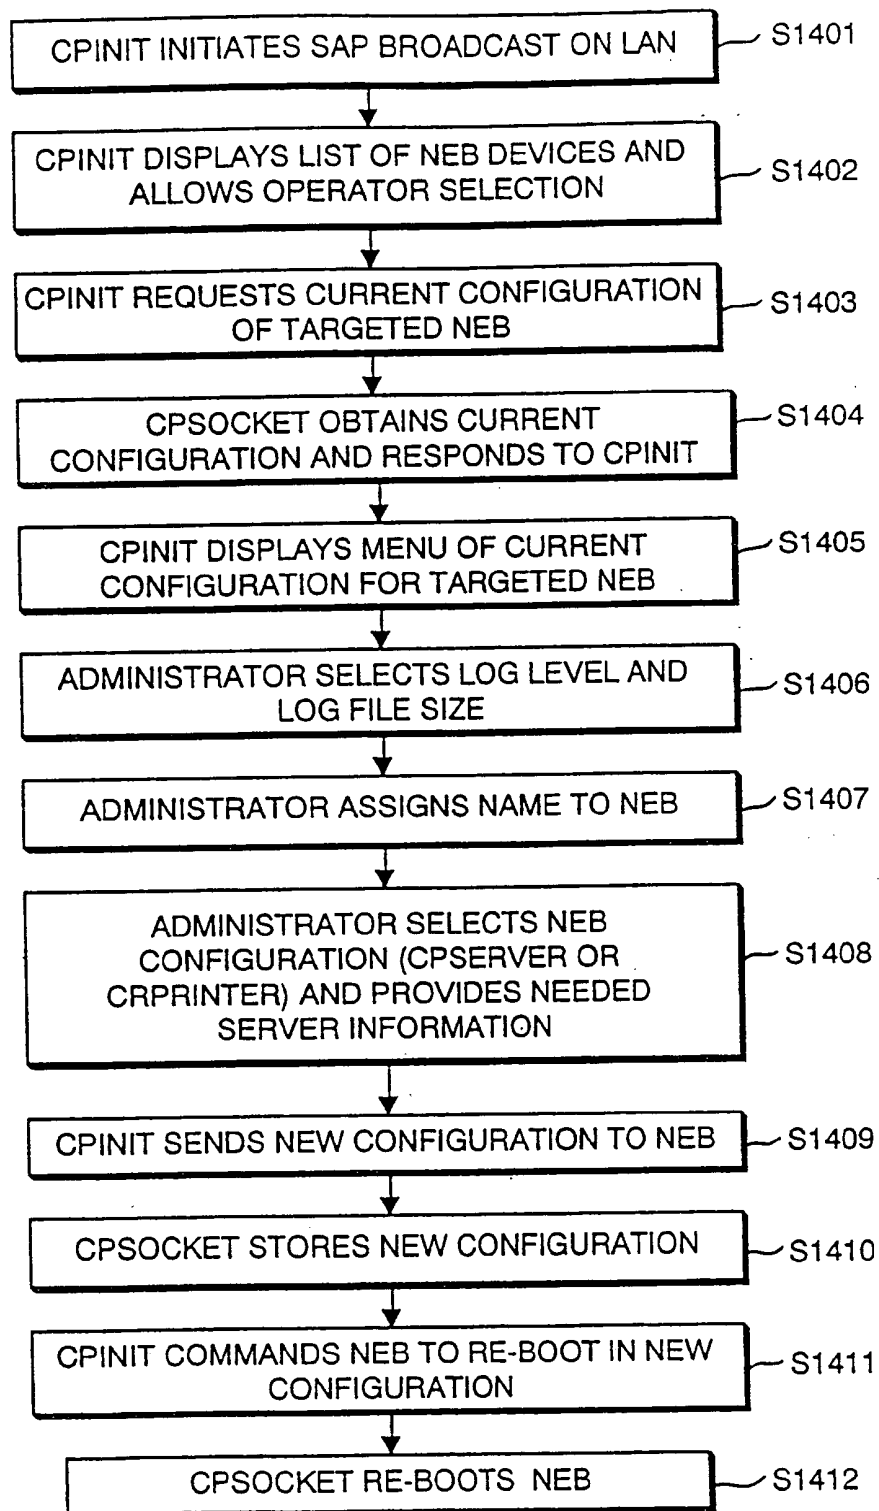 CPINIT INITIATES SAP BROADCAST ON LAN
S1401
CPINIT DISPLAYS LIST OF NEB DEVICES AND
ALLOWS OPERATOR SELECTION
S1402
CPINIT REQUESTS CURRENT CONFIGURATION
OF TARGETED NEB
S1403
CPSOCKET OBTAINS CURRENT
CONFIGURATION AND RESPONDS TO CPINIT
S1404
CPINIT DISPLAYS MENU OF CURRENT
CONFIGURATION FOR TARGETED NEB
S1405
ADMINISTRATOR SELECTS LOG LEVEL AND
LOG FILE SIZE
S1406
ADMINISTRATOR ASSIGNS NAME TO NEB
S1407
ADMINISTRATOR SELECTS NEB
CONFIGURATION (CPSERVER OR
CRPRINTER) AND PROVIDES NEEDED
SERVER INFORMATION
S1408
CPINIT SENDS NEW CONFIGURATION TO NEB
S1409
CPSOCKET STORES NEW CONFIGURATION
S1410
CPINIT COMMANDS NEB TO RE-BOOT IN NEW
CONFIGURATION
S1411
CPSOCKET RE-BOOTS NEB
S1412